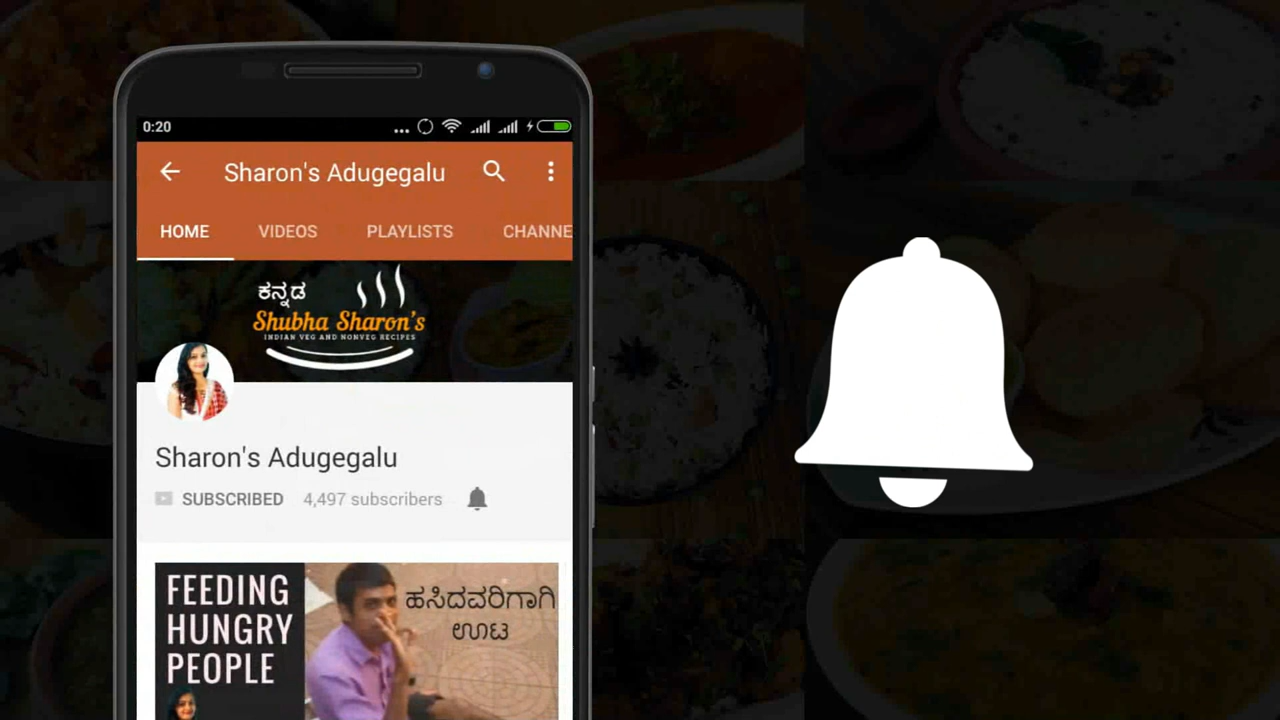 0:20
Sharon's Adugegalu
HOME VIDEOS PLAYLISTS CHANNE
ಕನ್ನಡ
Shubha Sharon's
INDIAN VEG AND NONVEG RECIPES
Sharon's Adugegalu
SUBSCRIBED 4,497 subscribers
FEEDING
HUNGRY
PEOPLE
ಹಸಿದವರಿಗಾಗಿ
ಊಟ